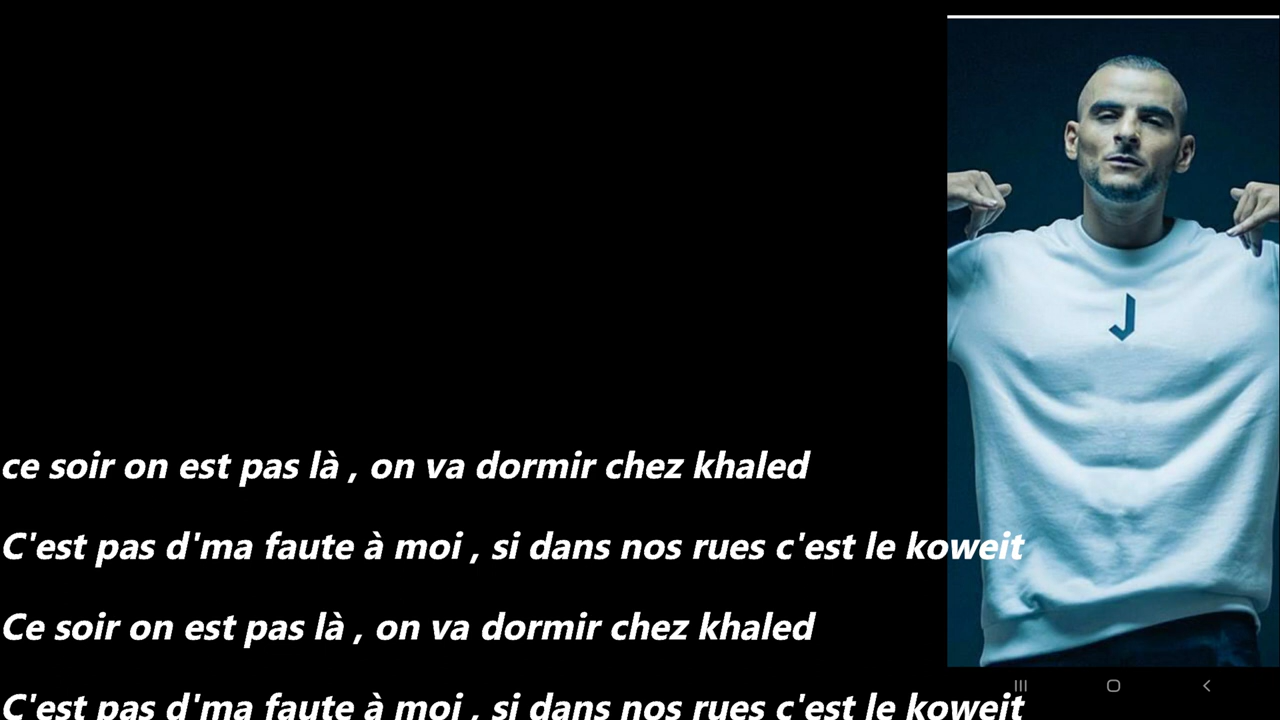 J
ce soir on est pas là , on va dormir chez khaled
C'est pas d'ma faute à moi , si dans nos rues c'est le koweit
Ce soir on est pas là , on va dormir chez khaled
C'est pas d'ma faute à moi , si dans nos rues c'est le koweit